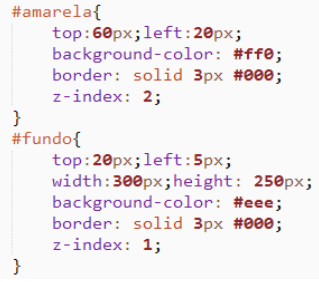 #amarela{
    top:60px;left:20px;
    background-color: #ff0;
    border: solid 3px #000;
    z-index: 2;
}
#fundo{
    top:20px;left:5px;
    width:300px;height: 250px;
    background-color: #eee;
    border: solid 3px #000;
    z-index: 1;
}